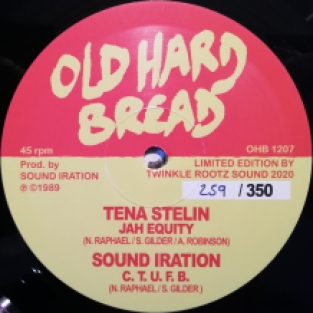 OLD HARD
BREAD
45 rpm
OHB 1207
Prod. by
SOUND IRATION
℗ ©1989
LIMITED EDITION BY
TWINKLE ROOTZ SOUND 2020
259 / 350
TENA STELIN
JAH EQUITY
(N. RAPHAEL / S. GILDER / A. ROBINSON)
SOUND IRATION
C. T. U. F. B.
(N. RAPHAEL / S. GILDER )